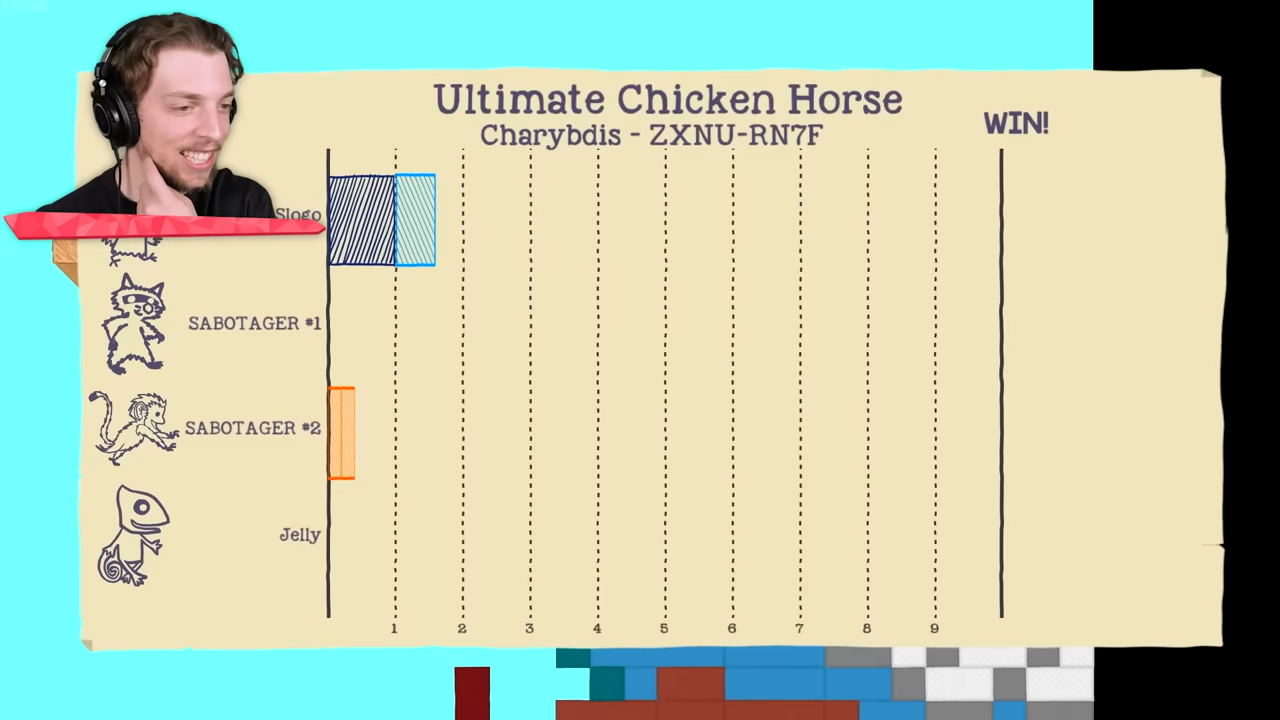 Ultimate Chicken Horse
Charybdis - ZXNU-RN7F
WIN!
Slogo
SABOTAGER #1
SABOTAGER #2
Jelly
1 2 3 4 5 6 7 8 9